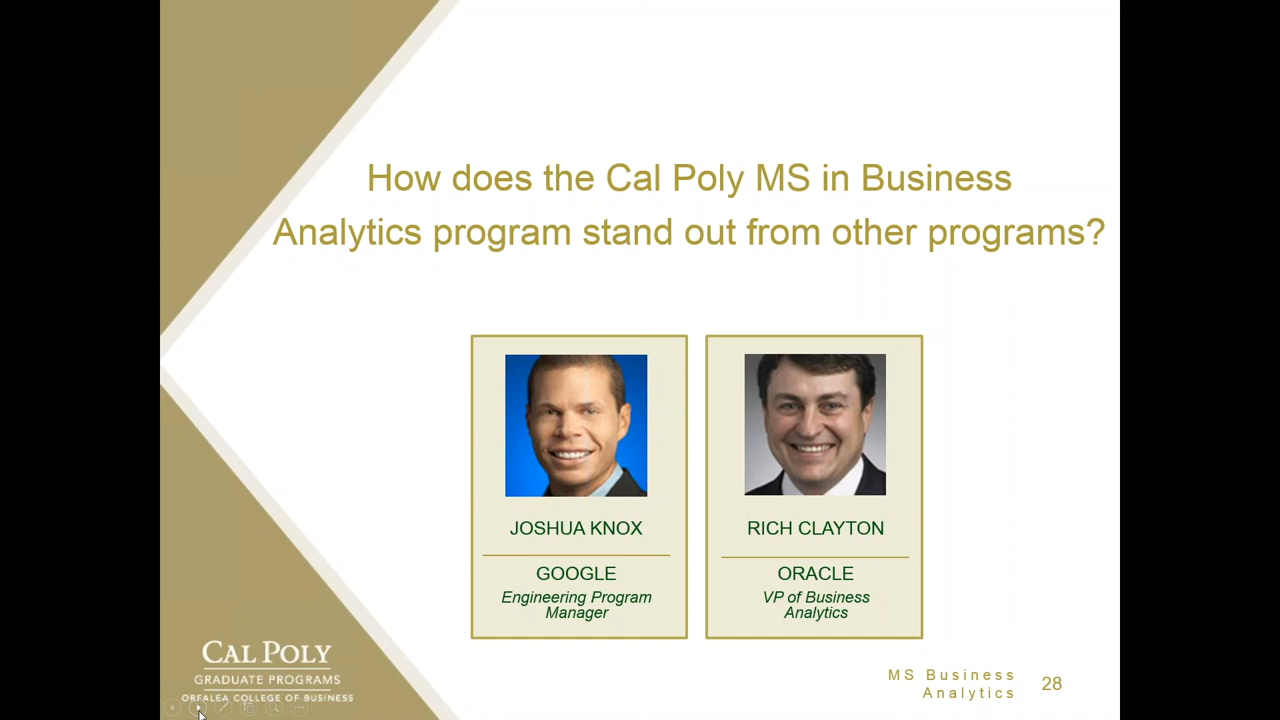 How does the Cal Poly MS in Business
Analytics program stand out from other programs?
JOSHUA KNOX
GOOGLE
Engineering Program
Manager
RICH CLAYTON
ORACLE
VP of Business
Analytics
CAL POLY
GRADUATE PROGRAMS
ORFALEA COLLEGE OF BUSINESS
MS Business
Analytics
28